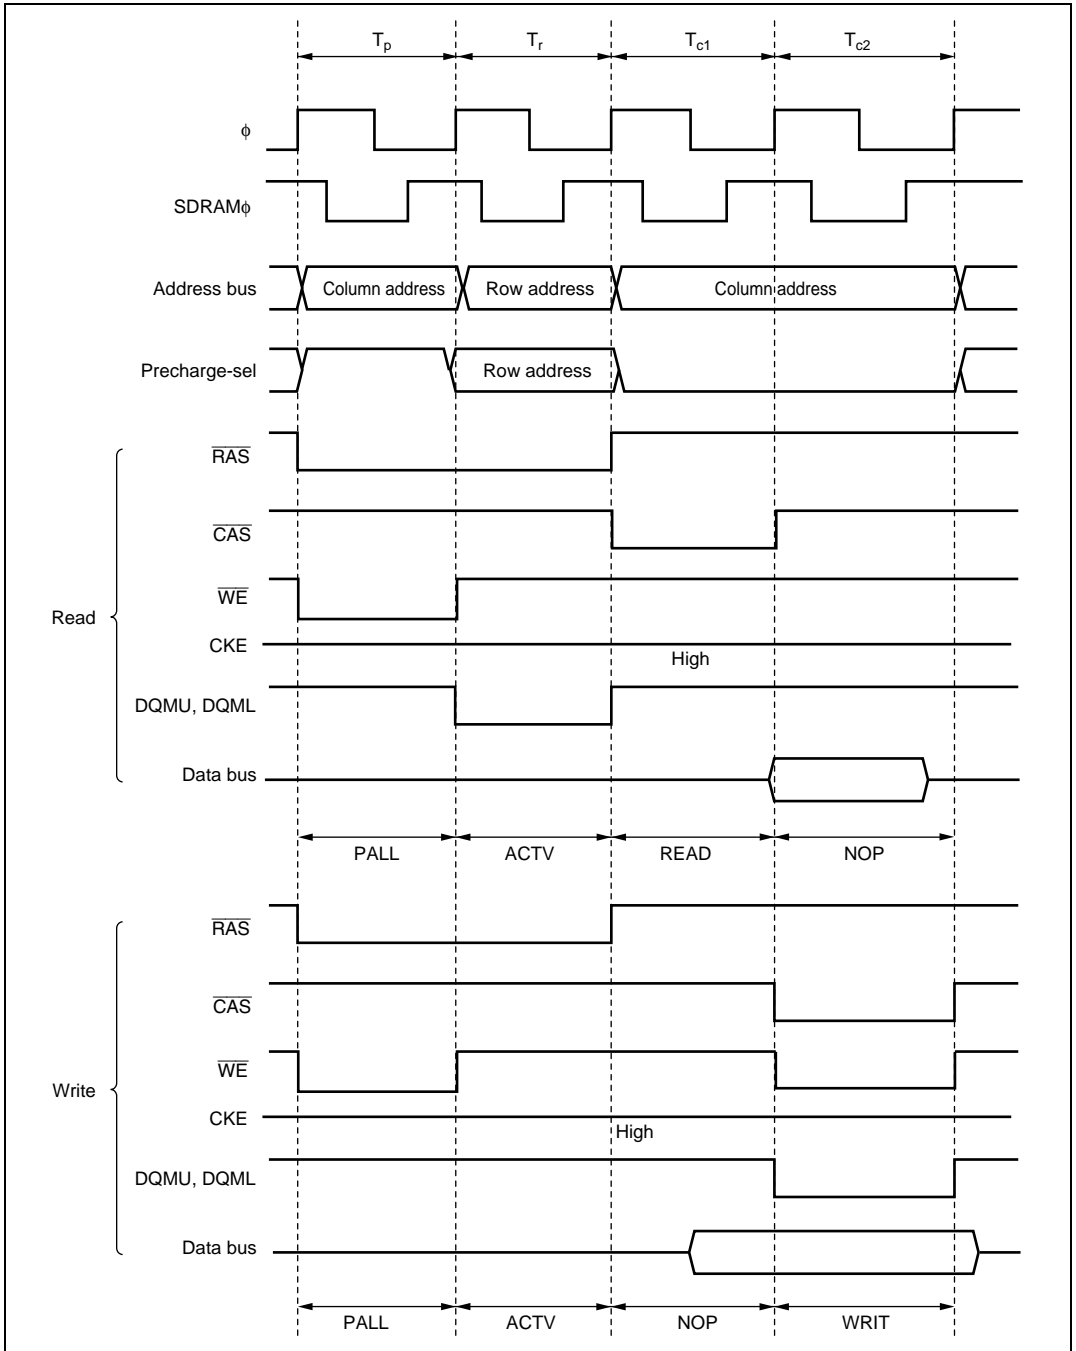 Tp Tr Tc1 Tc2
ϕ
SDRAMϕ
Address bus Column address Row address Column address
Precharge-sel Row address
RAS
CAS
WE
Read
CKE
High
DQMU, DQML
Data bus
PALL ACTV READ NOP
RAS
CAS
WE
Write
CKE
High
DQMU, DQML
Data bus
PALL ACTV NOP WRIT